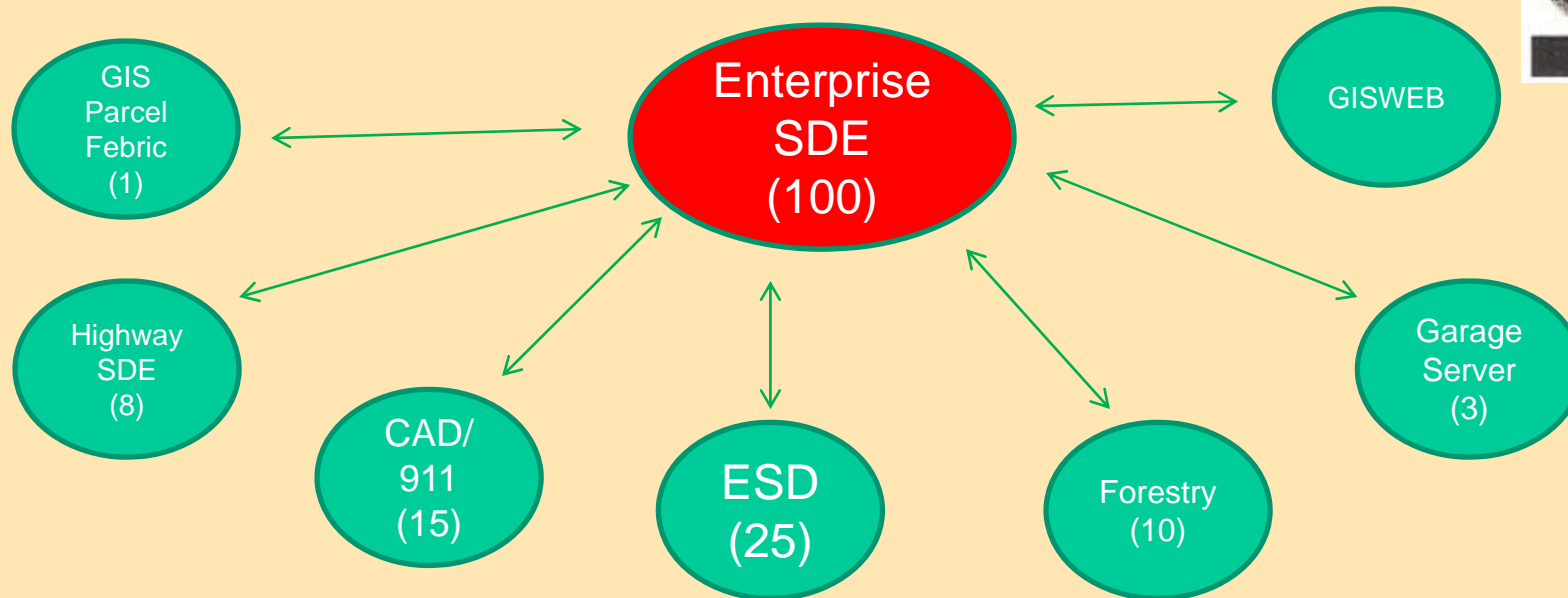 GIS
Parcel
Febric
(1)
Enterprise
SDE
(100)
GISWEB
Highway
SDE
(8)
CAD/
911
(15)
ESD
(25)
Forestry
(10)
Garage
Server
(3)